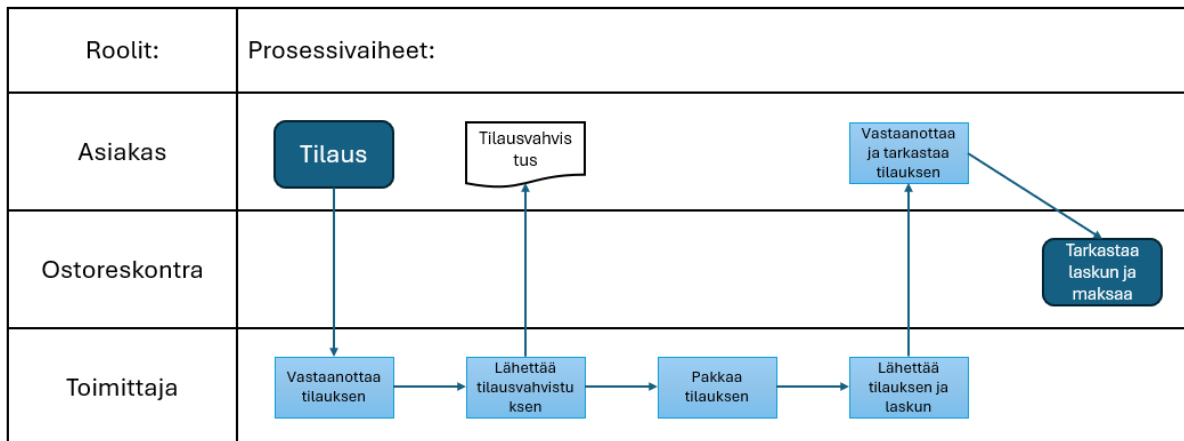 Roolit:
Prosessivaiheet:
Asiakas
Tilaus
Tilausvahvis
tus
Vastaanottaa
ja tarkastaa
tilauksen
Ostoreskontra
Tarkastaa
laskun ja
maksaa
Toimittaja
Vastaanottaa
tilauksen
Lähettää
tilausvahvistu
ksen
Pakkaa
tilauksen
Lähettää
tilauksen ja
laskun